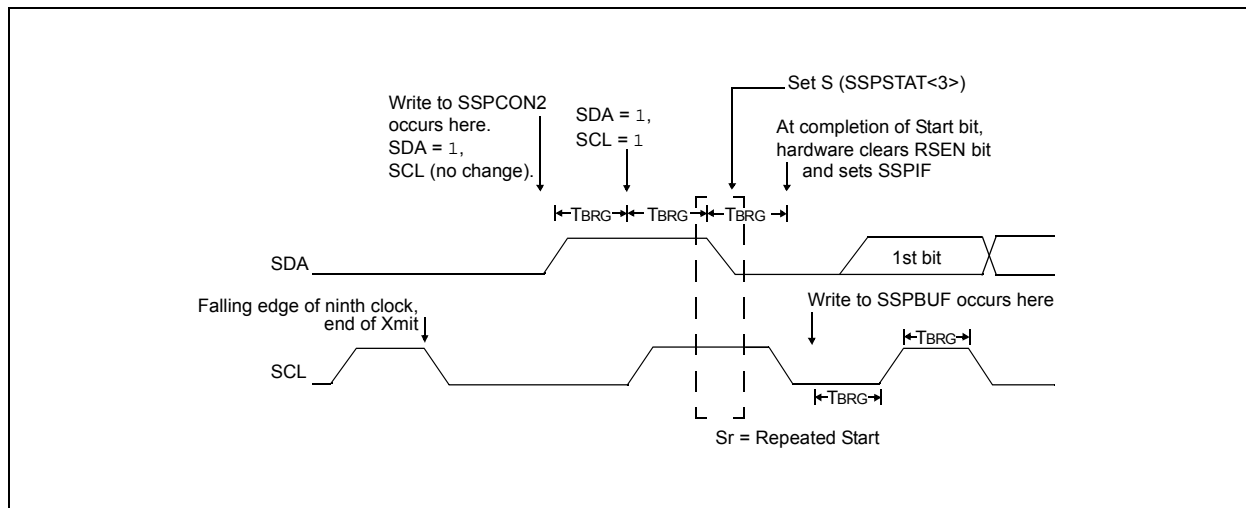 Set S (SSPSTAT<3>)
Write to SSPCON2
occurs here.
SDA = 1,
SCL (no change).
SDA = 1,
SCL = 1
At completion of Start bit,
hardware clears RSEN bit
and sets SSPIF
TBRG
TBRG
TBRG
SDA
1st bit
Falling edge of ninth clock,
end of Xmit
Write to SSPBUF occurs here
TBRG
SCL
TBRG
Sr = Repeated Start